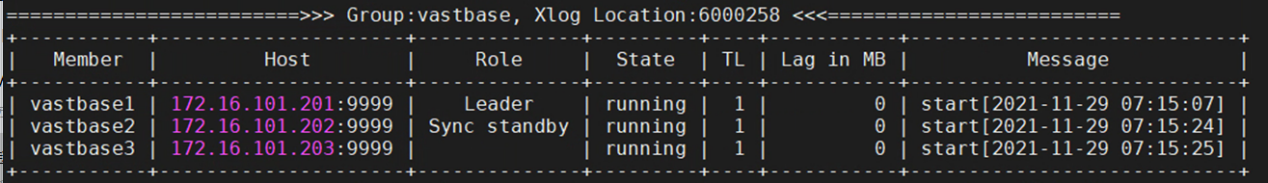 ==========================>>> Group:vastbase, Xlog Location:6000258 <<<==========================
+-----------+---------------------+--------------+---------+----+-----------+----------------------------+
|   Member   |         Host         |     Role     |  State  | TL | Lag in MB |          Message          |
+-----------+---------------------+--------------+---------+----+-----------+----------------------------+
| vastbase1 | 172.16.101.201:9999 |    Leader    | running |  1 |         0 | start[2021-11-29 07:15:07] |
| vastbase2 | 172.16.101.202:9999 | Sync standby | running |  1 |         0 | start[2021-11-29 07:15:24] |
| vastbase3 | 172.16.101.203:9999 |              | running |  1 |         0 | start[2021-11-29 07:15:25] |
+-----------+---------------------+--------------+---------+----+-----------+----------------------------+